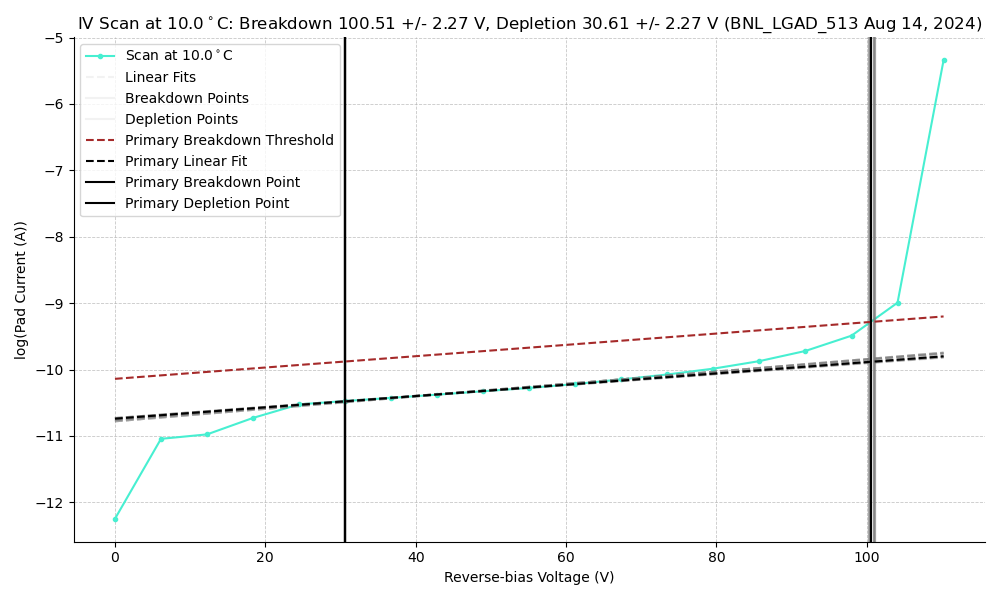 IV Scan at 10.0°C: Breakdown 100.51 +/- 2.27 V, Depletion 30.61 +/- 2.27 V (BNL_LGAD_513 Aug 14, 2024)
Scan at 10.0°C
Linear Fits
Breakdown Points
Depletion Points
Primary Breakdown Threshold
Primary Linear Fit
Primary Breakdown Point
Primary Depletion Point
log(Pad Current (A))
−5
−6
−7
−8
−9
−10
−11
−12
0 20 40 60 80 100
Reverse-bias Voltage (V)